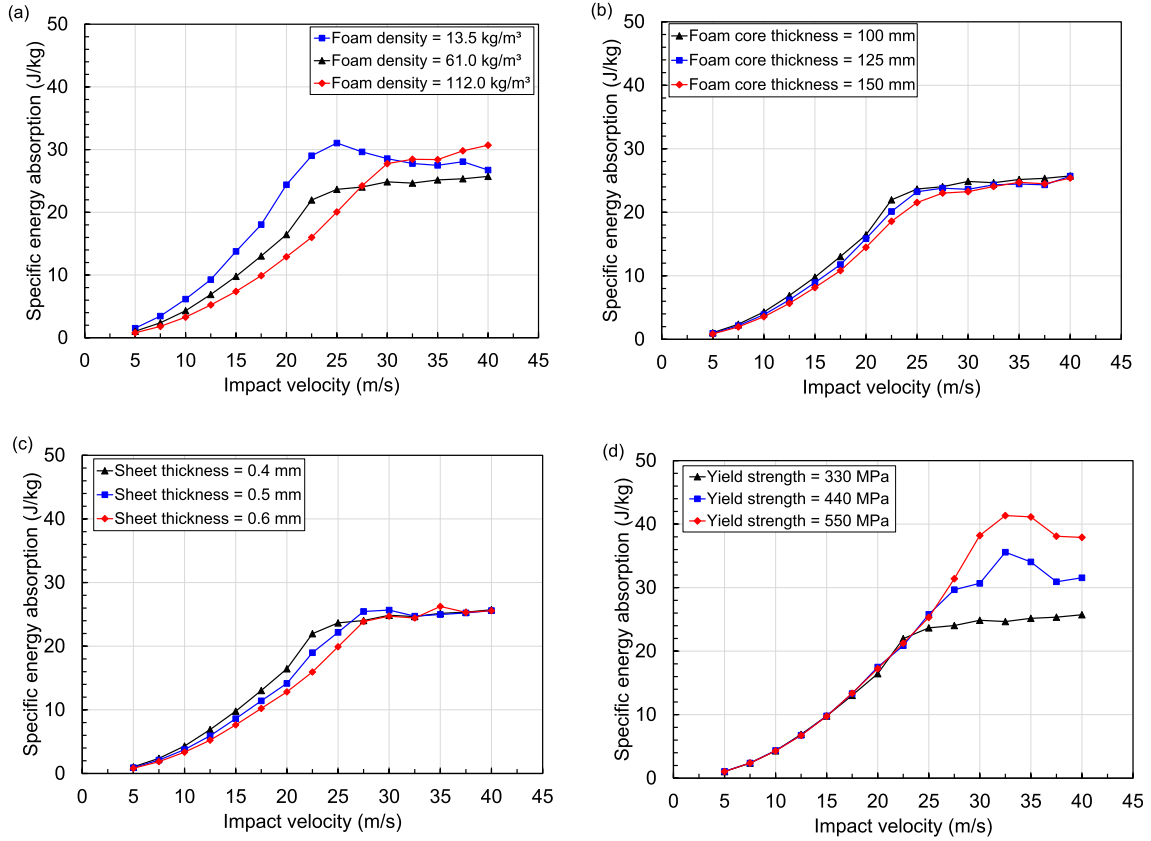 (a)
50
40
30
20
10
0
Specific energy absorption (J/kg)
Foam density = 13.5 kg/m³
Foam density = 61.0 kg/m³
Foam density = 112.0 kg/m³
0 5 10 15 20 25 30 35 40 45
Impact velocity (m/s)
(b)
50
40
30
20
10
0
Specific energy absorption (J/kg)
Foam core thickness = 100 mm
Foam core thickness = 125 mm
Foam core thickness = 150 mm
0 5 10 15 20 25 30 35 40 45
Impact velocity (m/s)
(c)
50
40
30
20
10
0
Specific energy absorption (J/kg)
Sheet thickness = 0.4 mm
Sheet thickness = 0.5 mm
Sheet thickness = 0.6 mm
0 5 10 15 20 25 30 35 40 45
Impact velocity (m/s)
(d)
50
40
30
20
10
0
Specific energy absorption (J/kg)
Yield strength = 330 MPa
Yield strength = 440 MPa
Yield strength = 550 MPa
0 5 10 15 20 25 30 35 40 45
Impact velocity (m/s)